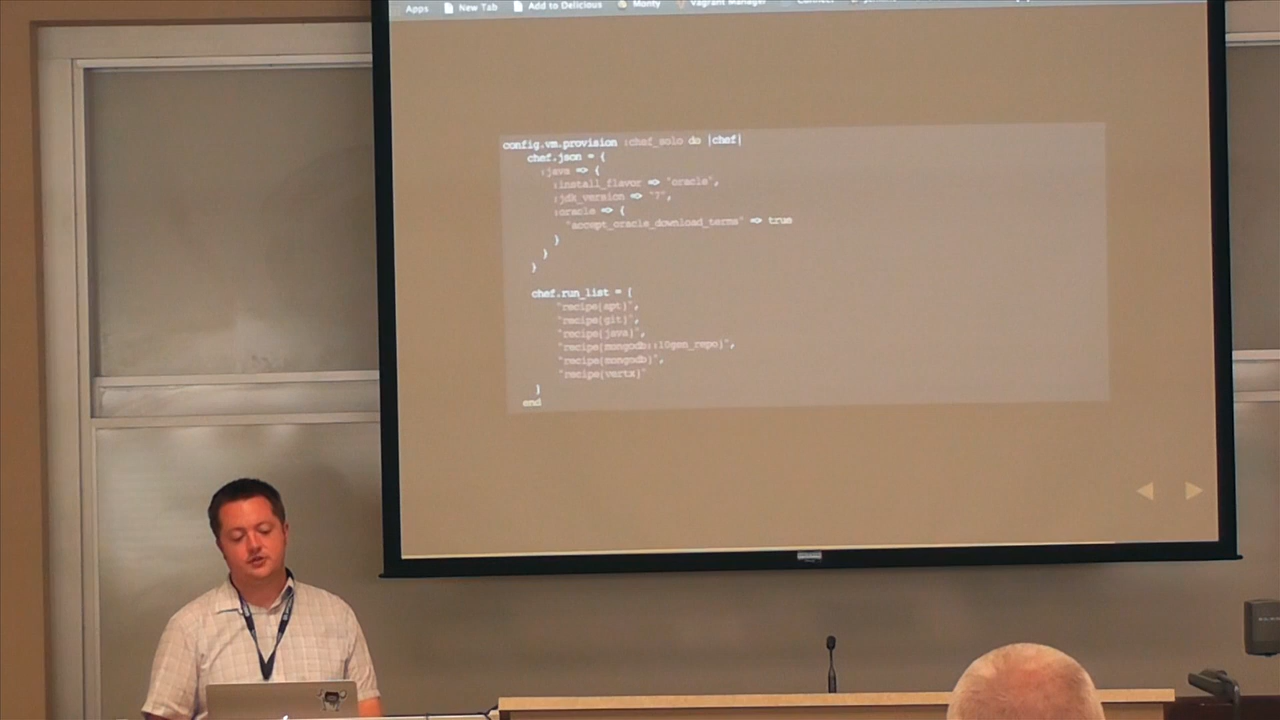 Apps New Tab Add to Delicious Monty Vagrant Manager Connect
config.vm.provision :chef_solo do |chef|
chef.json = {
:java => {
:install_flavor => "oracle",
:jdk_version => "7",
:oracle => {
"accept_oracle_download_terms" => true
}
}
}
chef.run_list = [
"recipe[apt]",
"recipe[git]",
"recipe[java]",
"recipe[mongodb::10gen_repo]",
"recipe[mongodb]",
"recipe[vertx]"
]
end